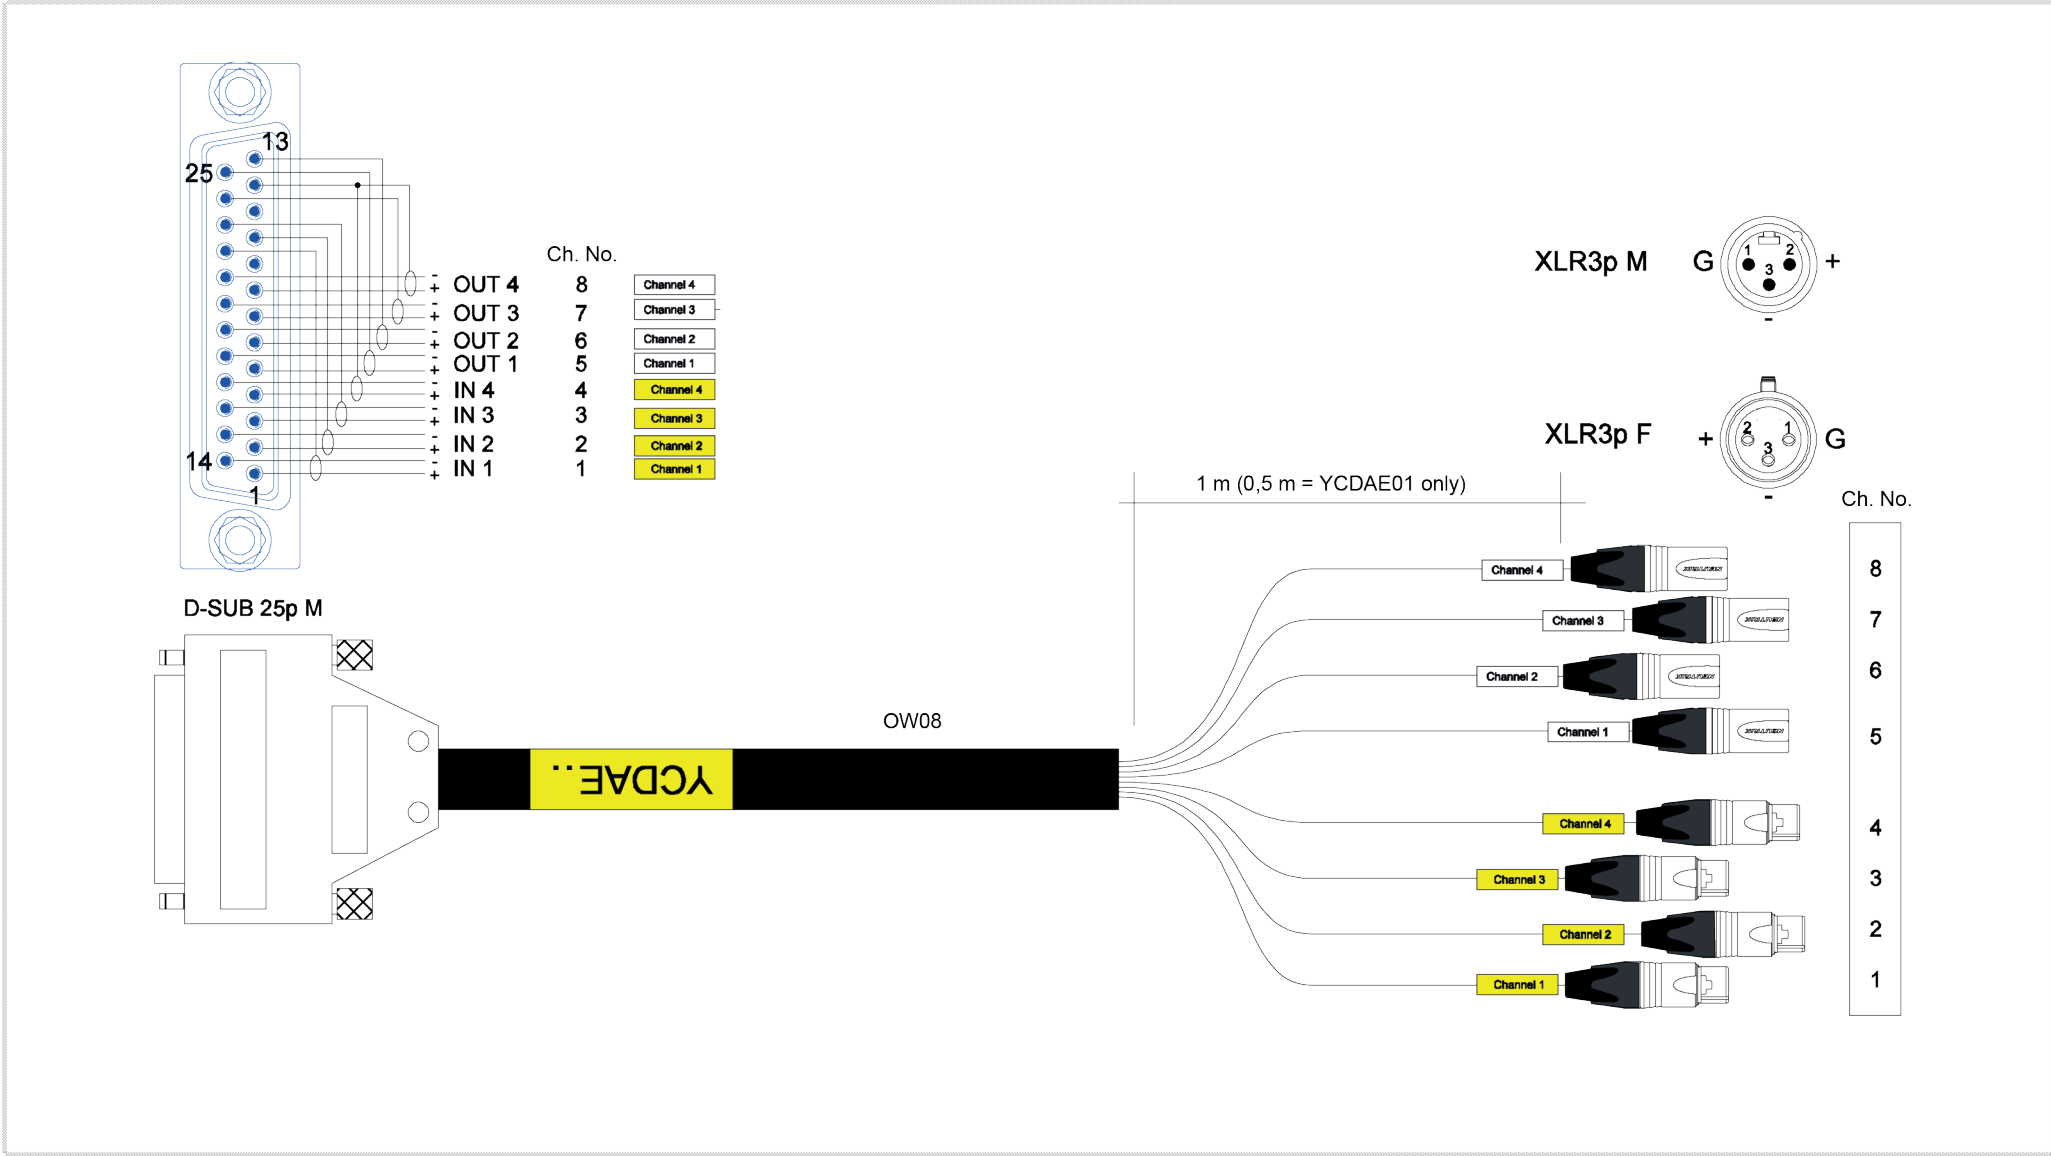 13
25
14
1
Ch. No.
- + OUT 4 8 Channel 4
- + OUT 3 7 Channel 3
- + OUT 2 6 Channel 2
- + OUT 1 5 Channel 1
- + IN 4 4 Channel 4
- + IN 3 3 Channel 3
- + IN 2 2 Channel 2
- + IN 1 1 Channel 1
XLR3p M G 1 2 3 + -
XLR3p F + 2 1 3 G -
1 m (0,5 m = YCDAE01 only)
Ch. No.
D-SUB 25p M
OW08
YCDAE..
Channel 4 NEUTRIK 8
Channel 3 NEUTRIK 7
Channel 2 NEUTRIK 6
Channel 1 NEUTRIK 5
Channel 4 4
Channel 3 3
Channel 2 2
Channel 1 1